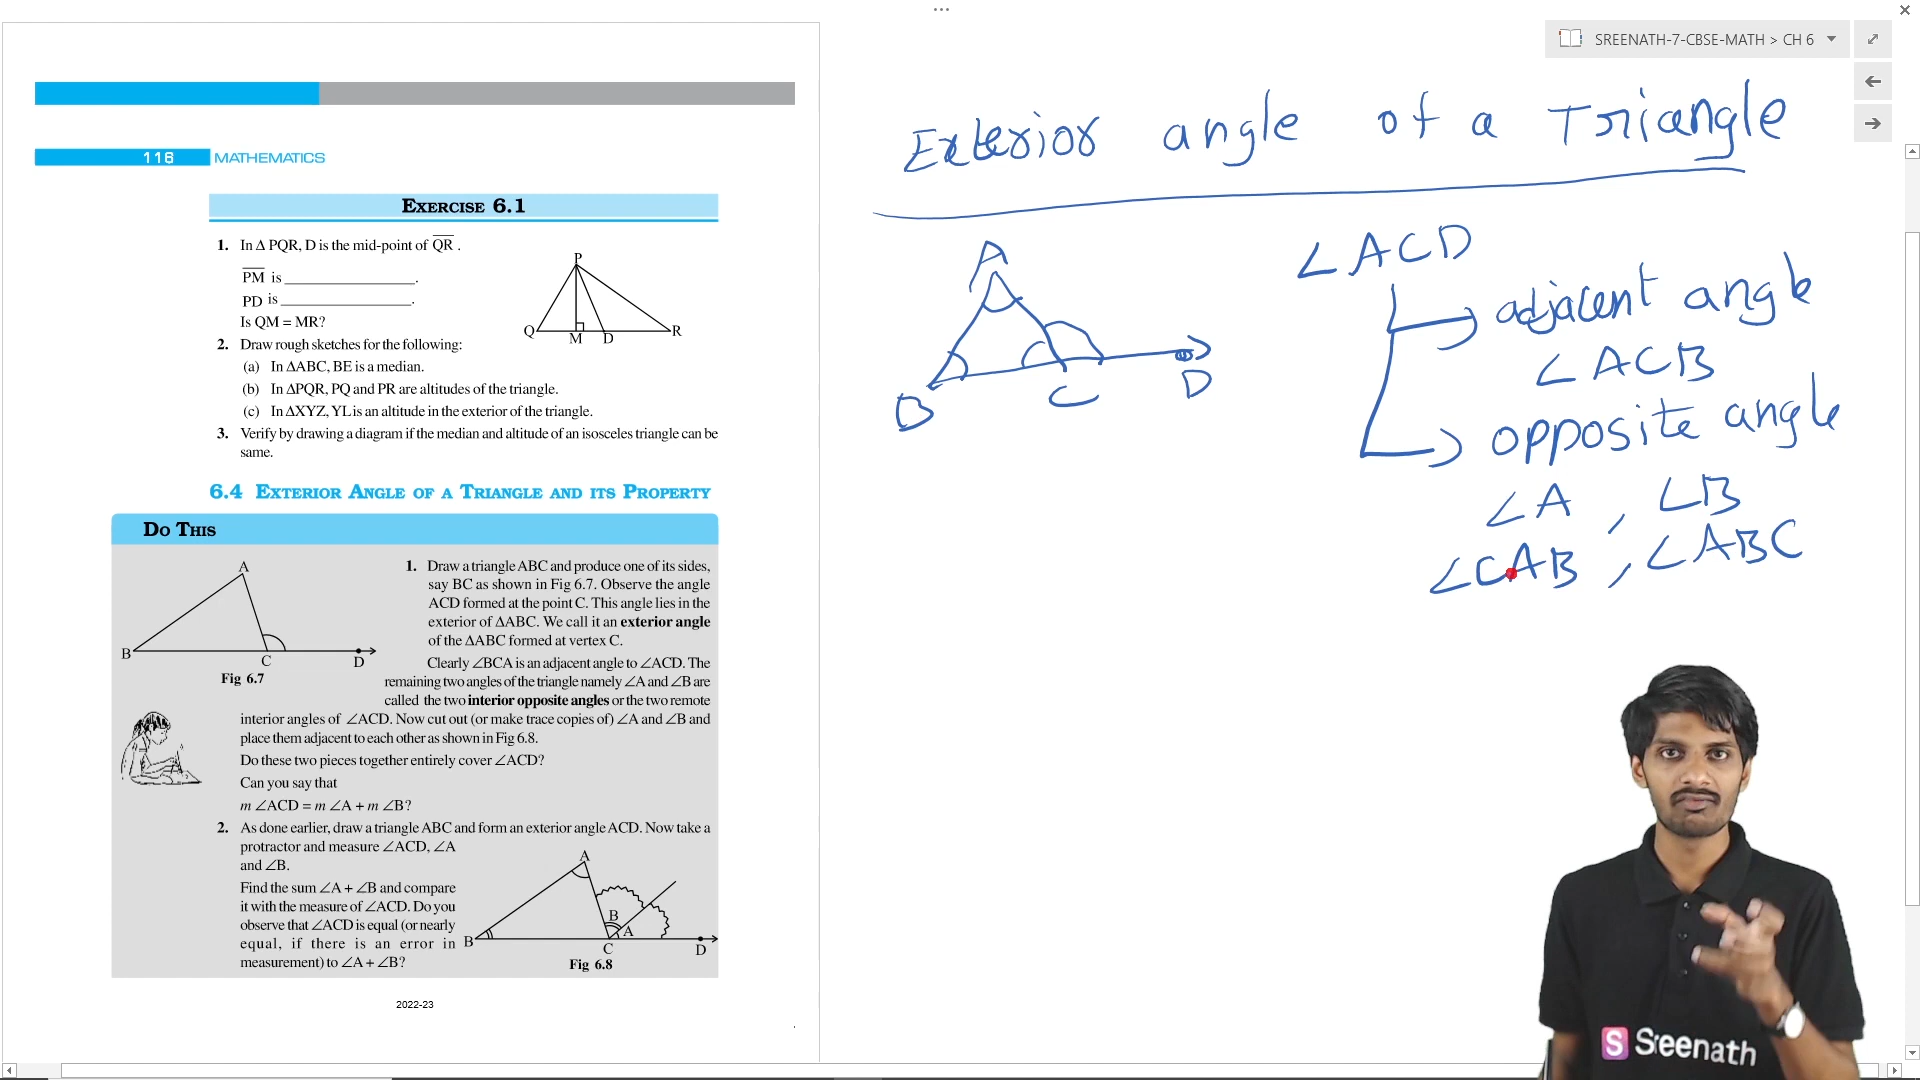 SREENATH-7-CBSE-MATH > CH 6
116 MATHEMATICS
EXERCISE 6.1
1. In Δ PQR, D is the mid-point of QR .
PM is _______________.
PD is _______________.
Is QM = MR?
P
Q M D R
2. Draw rough sketches for the following:
(a) In ΔABC, BE is a median.
(b) In ΔPQR, PQ and PR are altitudes of the triangle.
(c) In ΔXYZ, YL is an altitude in the exterior of the triangle.
3. Verify by drawing a diagram if the median and altitude of an isosceles triangle can be
same.
6.4 EXTERIOR ANGLE OF A TRIANGLE AND ITS PROPERTY
DO THIS
A
B C D
Fig 6.7
1. Draw a triangle ABC and produce one of its sides,
say BC as shown in Fig 6.7. Observe the angle
ACD formed at the point C. This angle lies in the
exterior of ΔABC. We call it an exterior angle
of the ΔABC formed at vertex C.
Clearly ∠BCA is an adjacent angle to ∠ACD. The
remaining two angles of the triangle namely ∠A and ∠B are
called the two interior opposite angles or the two remote
interior angles of ∠ACD. Now cut out (or make trace copies of) ∠A and ∠B and
place them adjacent to each other as shown in Fig 6.8.
Do these two pieces together entirely cover ∠ACD?
Can you say that
m ∠ACD = m ∠A + m ∠B?
2. As done earlier, draw a triangle ABC and form an exterior angle ACD. Now take a
protractor and measure ∠ACD, ∠A
and ∠B.
Find the sum ∠A + ∠B and compare
it with the measure of ∠ACD. Do you
observe that ∠ACD is equal (or nearly
equal, if there is an error in
measurement) to ∠A + ∠B?
A
B A
B C D
Fig 6.8
2022-23
Exterior angle of a Triangle
A
B C D
∠ACD
adjacent angle
∠ACB
opposite angle
∠A , ∠B
∠CAB , ∠ABC
S Sreenath